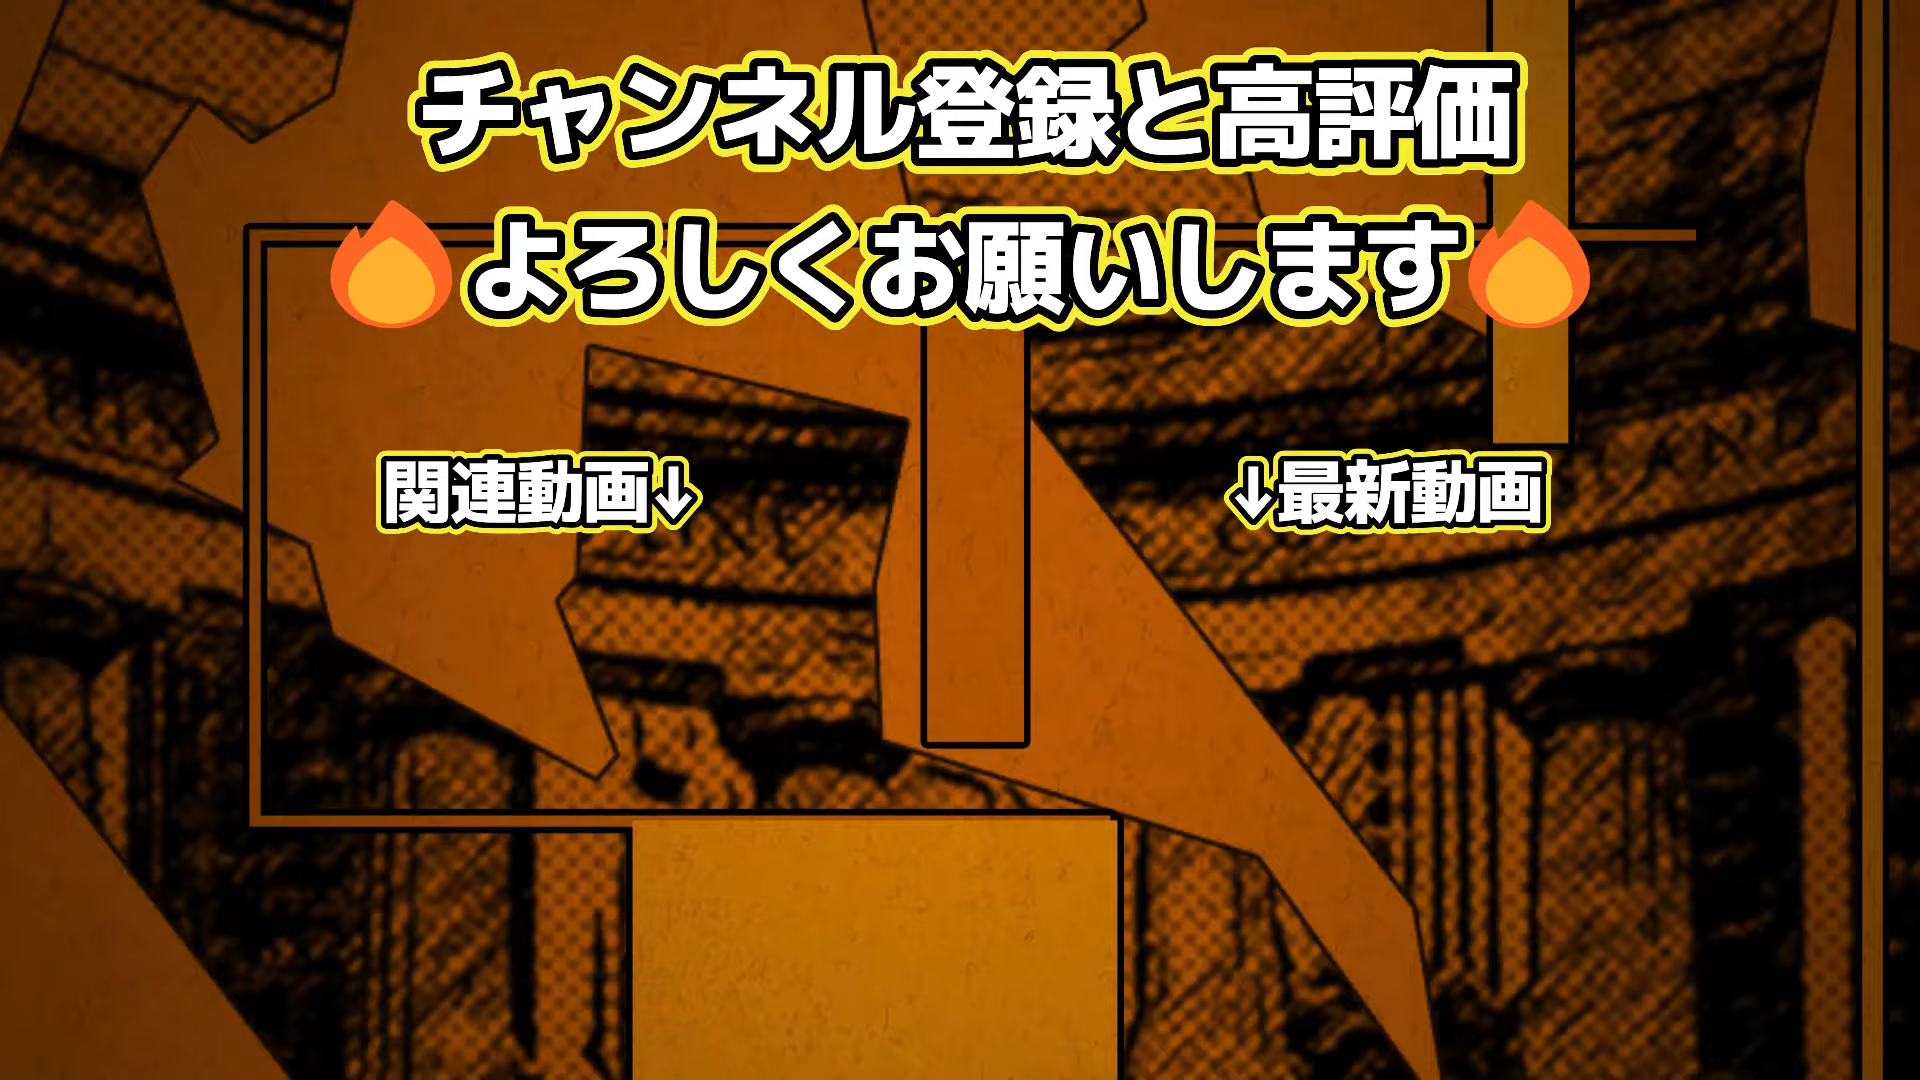 チャンネル登録と高評価
🔥よろしくお願いします🔥
関連動画↓
↓最新動画